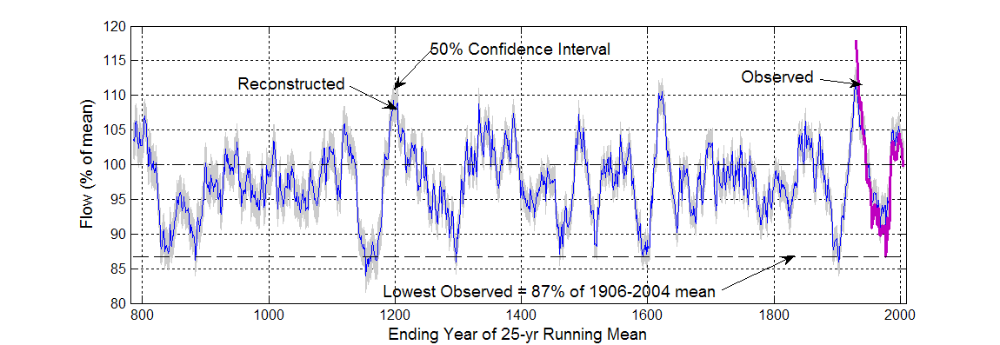 120
115
110
105
100
95
90
85
80
Flow (% of mean)
50% Confidence Interval
Reconstructed
Observed
Lowest Observed = 87% of 1906-2004 mean
800 1000 1200 1400 1600 1800 2000
Ending Year of 25-yr Running Mean